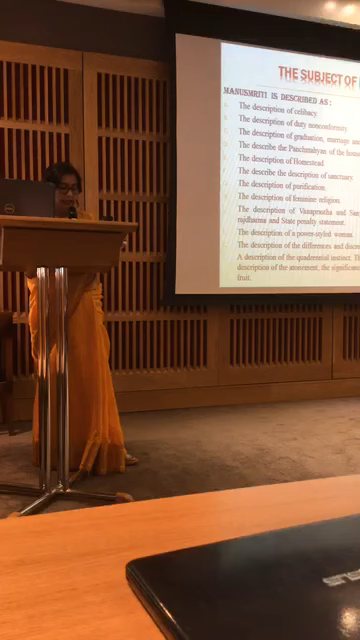 THE SUBJECT OF
MANUSMRITI IS DESCRIBED AS :
The description of celibacy
The description of duty nonconformity
The description of graduation, marriage and
The describe the Panchmahyan of the
The description of Homestead
The describe the description of sanctuary
The description of purification.
The description of feminine religion.
The description of Vanaprastha and
rajdharma and State penalty statement.
The description of a power-styled woman.
The description of the differences and
A description of the quadrennial instinct.
description of the atonement, the
fruit.
DELL